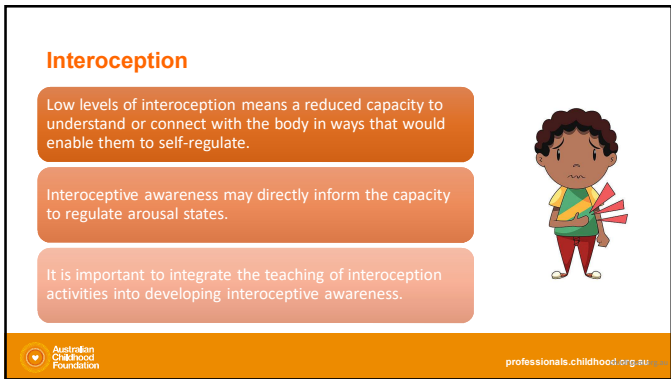 Interoception
Low levels of interoception means a reduced capacity to
understand or connect with the body in ways that would
enable them to self-regulate.
Interoceptive awareness may directly inform the capacity
to regulate arousal states.
It is important to integrate the teaching of interoception
activities into developing interoceptive awareness.
Australian
Childhood
Foundation
professionals.childhood.org.au